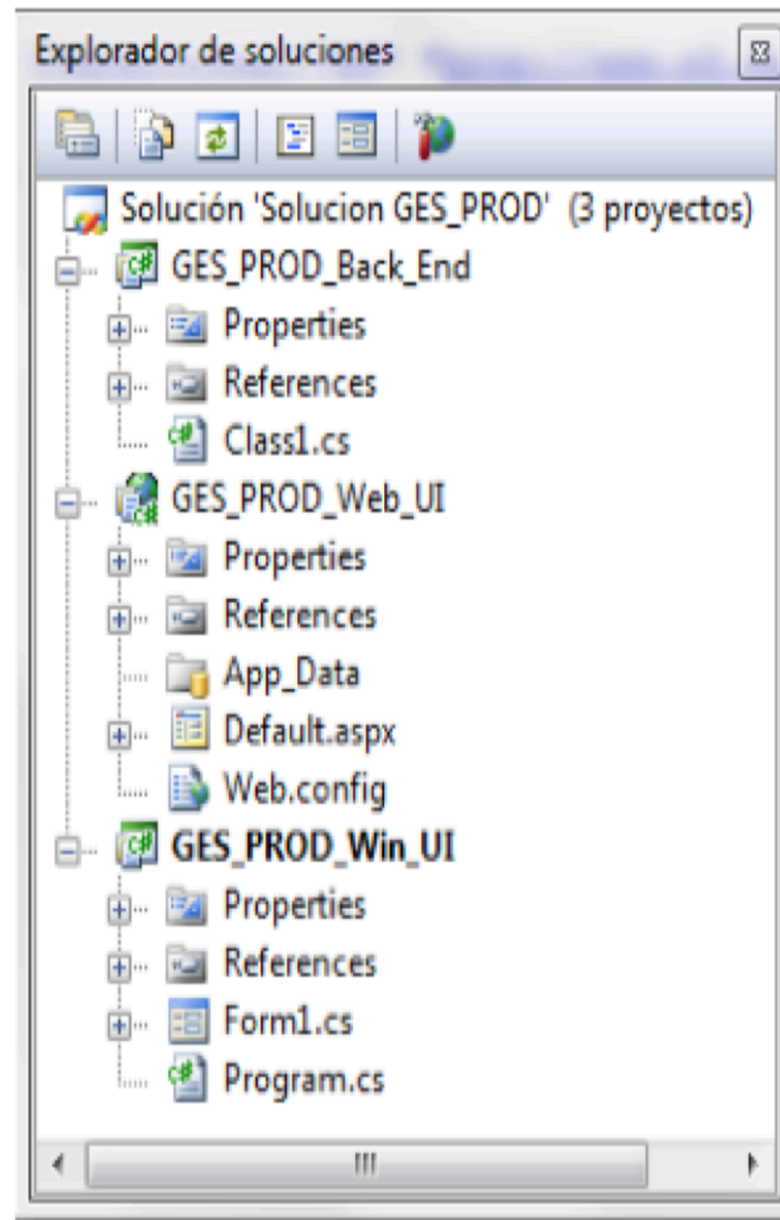 Explorador de soluciones
Solución 'Solucion GES_PROD' (3 proyectos)
GES_PROD_Back_End
Properties
References
Class1.cs
GES_PROD_Web_UI
Properties
References
App_Data
Default.aspx
Web.config
GES_PROD_Win_UI
Properties
References
Form1.cs
Program.cs